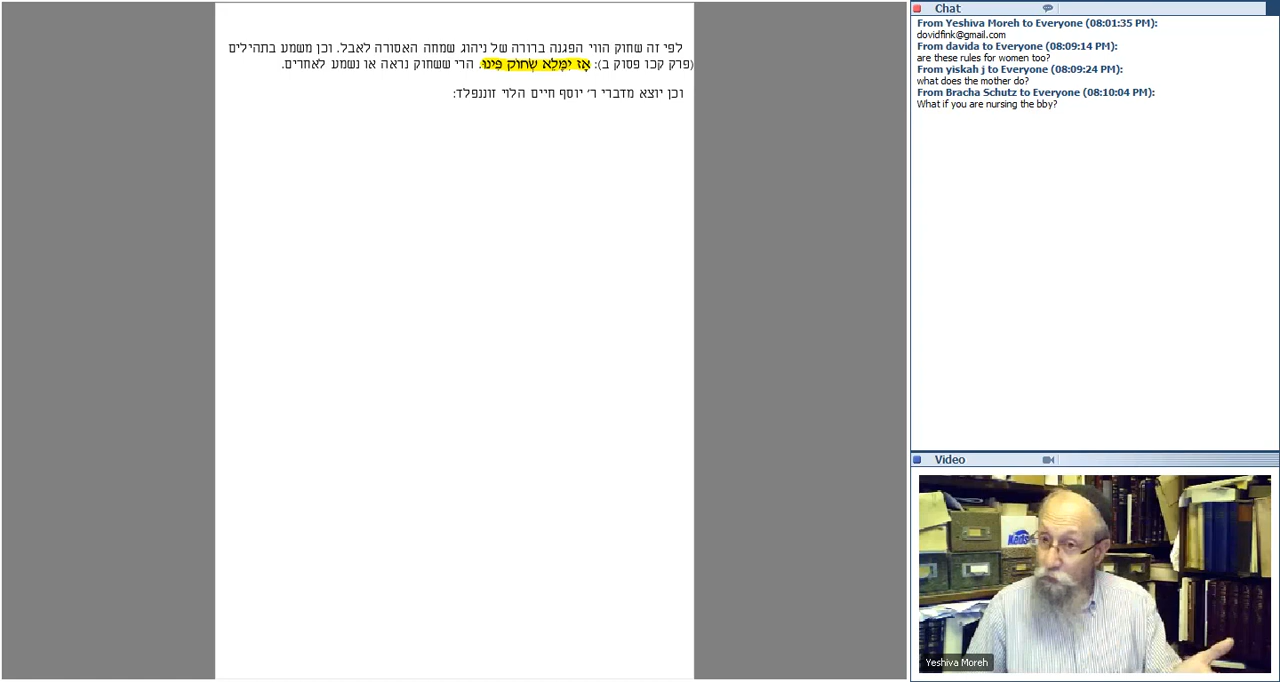 לפי זה שחוק הווי הפגנה ברורה של ניהוג שמחה האסורה לאבל. וכן משמע בתהילים
(פרק קכו פסוק ב): אָז יִמָּלֵא שְׂחוֹק פִּינוּ. הרי ששחוק נראה או נשמע לאחרים.
וכן יוצא מדברי ר' יוסף חיים הלוי זוננפלד:
Chat
From Yeshiva Moreh to Everyone (08:01:35 PM):
dovidfink@gmail.com
From davida to Everyone (08:09:14 PM):
are these rules for women too?
From yiskah j to Everyone (08:09:24 PM):
what does the mother do?
From Bracha Schutz to Everyone (08:10:04 PM):
What if you are nursing the bby?
Video
Keds
Yeshiva Moreh